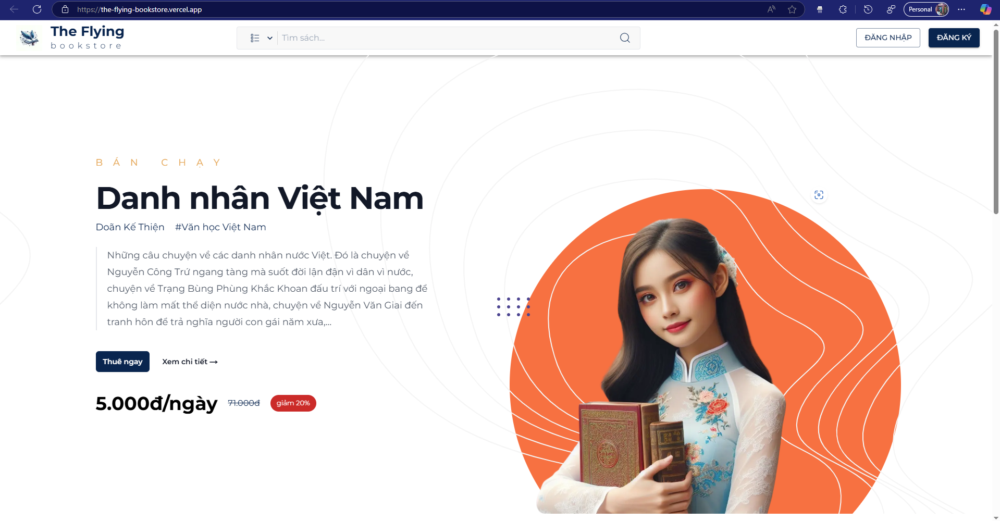 https://the-flying-bookstore.vercel.app
Personal
The Flying
bookstore
Tìm sách...
ĐĂNG NHẬP
ĐĂNG KÝ
BÁN CHẠY
Danh nhân Việt Nam
Doãn Kế Thiện #Văn học Việt Nam
Những câu chuyện về các danh nhân nước Việt. Đó là chuyện về
Nguyễn Công Trứ ngang tàng mà suốt đời lận đận vì dân vì nước,
chuyện về Trạng Bùng Phùng Khắc Khoan đấu trí với ngoại bang để
không làm mất thể diện nước nhà, chuyện về Nguyễn Văn Giai đến
tranh hôn để trả nghĩa người con gái năm xưa,...
Thuê ngay
Xem chi tiết →
5.000đ/ngày 71.000đ giảm 20%